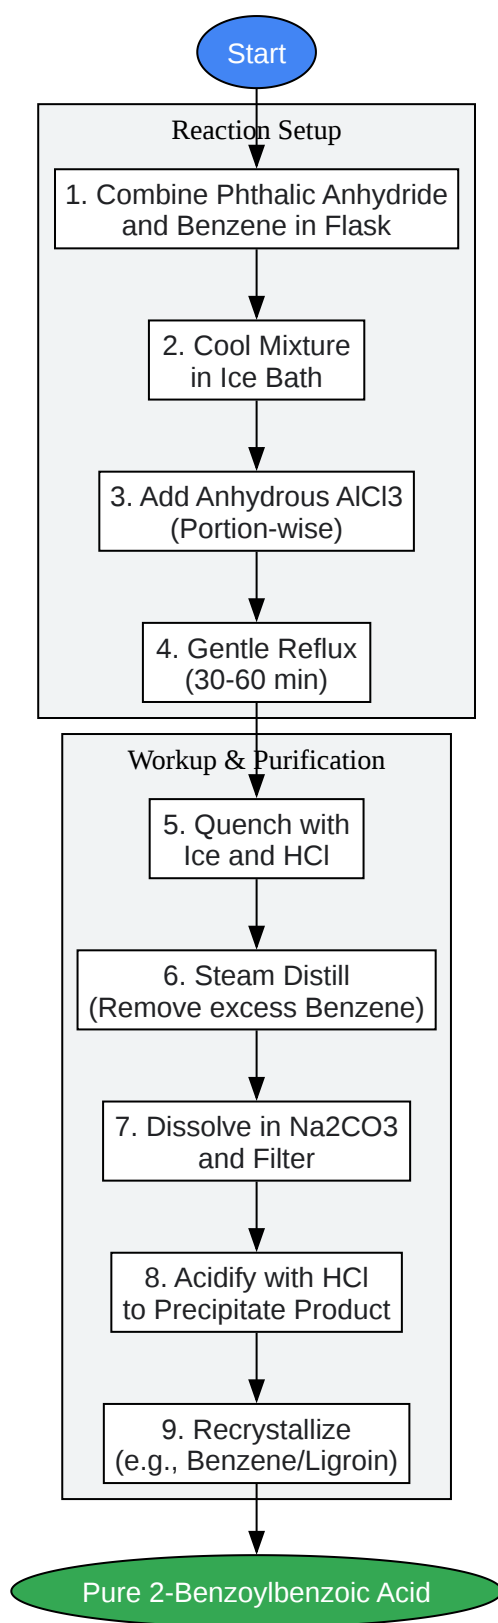 Start
Reaction Setup
1. Combine Phthalic Anhydride
and Benzene in Flask
2. Cool Mixture
in Ice Bath
3. Add Anhydrous AlCl3
(Portion-wise)
4. Gentle Reflux
(30-60 min)
Workup & Purification
5. Quench with
Ice and HCl
6. Steam Distill
(Remove excess Benzene)
7. Dissolve in Na2CO3
and Filter
8. Acidify with HCl
to Precipitate Product
9. Recrystallize
(e.g., Benzene/Ligroin)
Pure 2-Benzoylbenzoic Acid